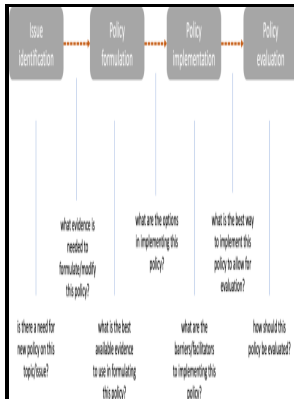 Issue
identification
Policy
formulation
Policy
implementation
Policy
evaluation
what evidence is
needed to
formulate/modify
this policy?
what are the options
in implementing this
policy?
what is the best way
to implement this
policy to allow for
evaluation?
is there a need for
new policy on this
topic/issue?
what is the best
available evidence
to use in formulating
this policy?
what are the
barriers/facilitators
to implementing this
policy?
how should this
policy be evaluated?